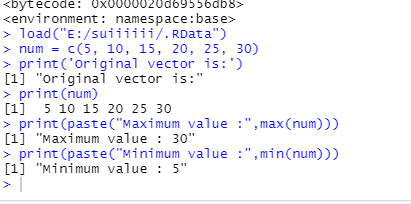 <bytecode: 0x0000020d69556db8>
<environment: namespace:base>
> load("E:/suiiiiii/.RData")
> num = c(5, 10, 15, 20, 25, 30)
> print('Original vector is:')
[1] "Original vector is:"
> print(num)
[1]  5 10 15 20 25 30
> print(paste("Maximum value :",max(num)))
[1] "Maximum value : 30"
> print(paste("Minimum value :",min(num)))
[1] "Minimum value : 5"
>